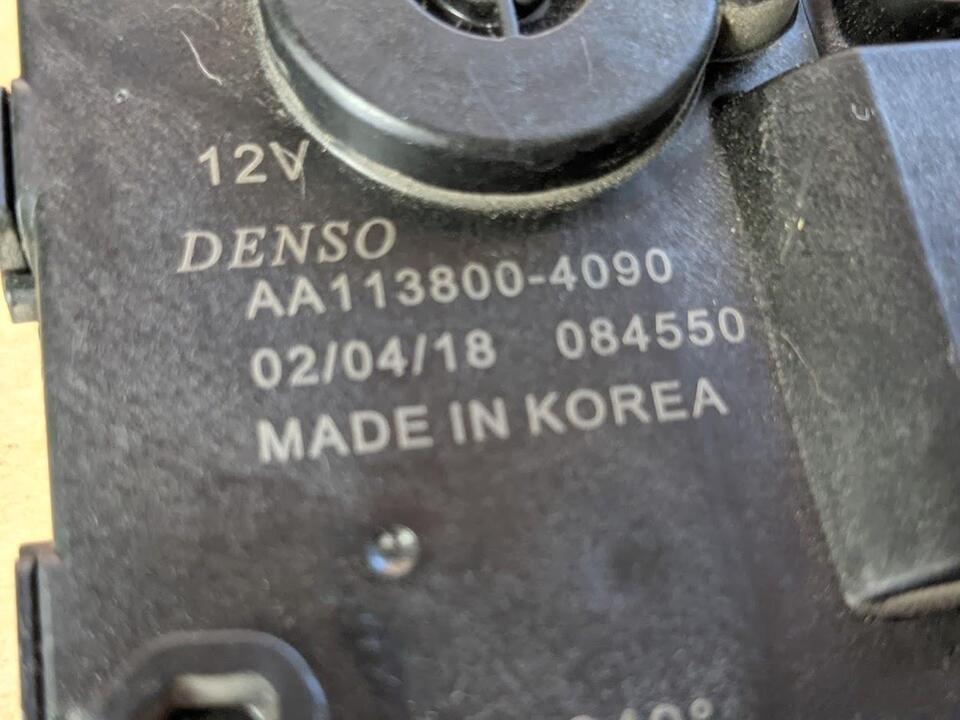 12V
DENSO
AA113800-4090
02/04/18 084550
MADE IN KOREA